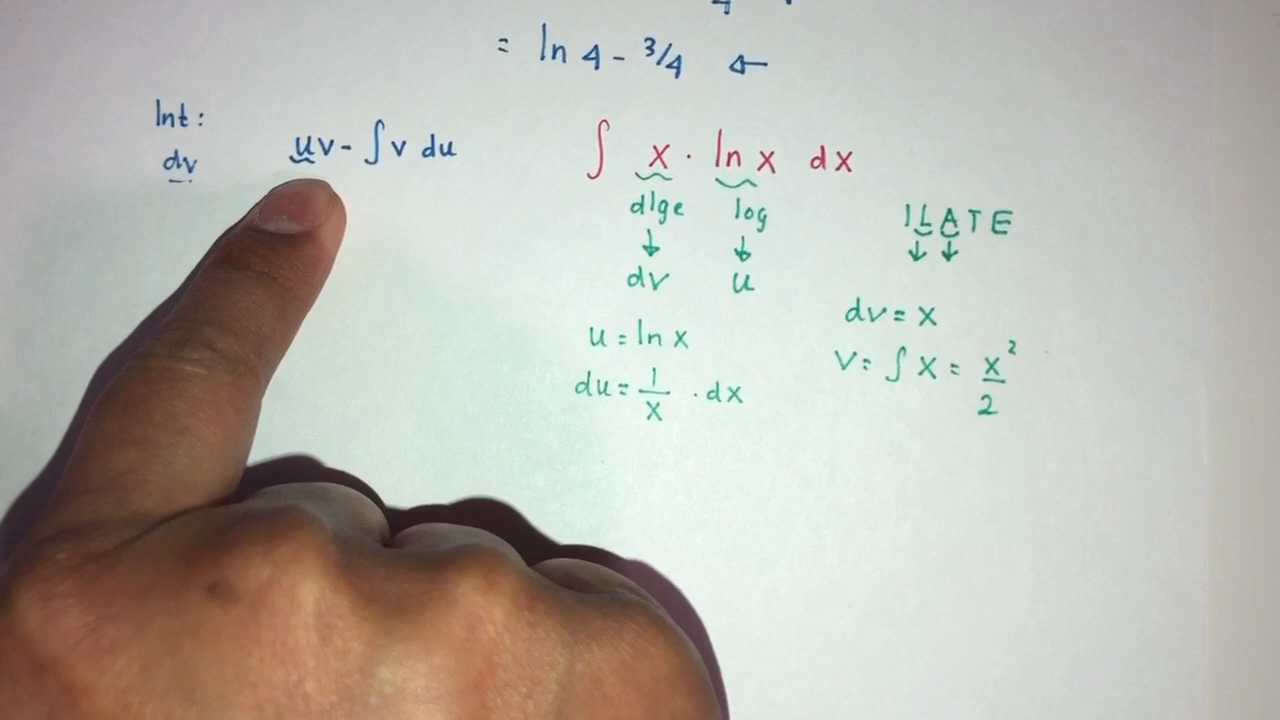 = ln 4 - 3/4 ←
Int:
dv
uv - ∫ v du
∫ x · ln x dx
alge log
↓ ↓
dv u
ILATE
↓ ↓
u = ln x
du = 1/x · dx
dv = x
v = ∫ x = x²/2